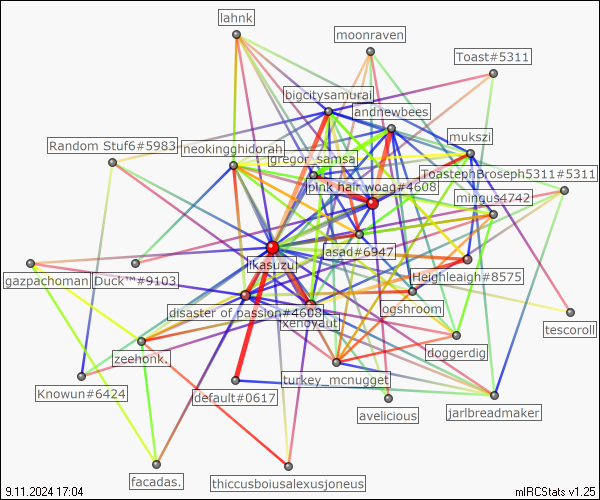 lahnk
moonraven
Toast#5311
bigcitysamurai
andnewbees
mukszi
Random Stuf6#5983
neokingghidorah
gregor_samsa
ToastephBroseph5311#5311
pink hair woag#4608
mingus4742
asad#6947
ikasuzu
gazpachoman
Duck™#9103
Heighleaigh#8575
ogshroom
disaster of passion#4608
xenoyaut
tescoroll
zeehonk.
doggerdig
turkey_mcnugget
Knowun#6424
default#0617
avelicious
jarlbreadmaker
facadas.
thiccusboiusalexusjoneus
9.11.2024 17:04
mIRCStats v1.25